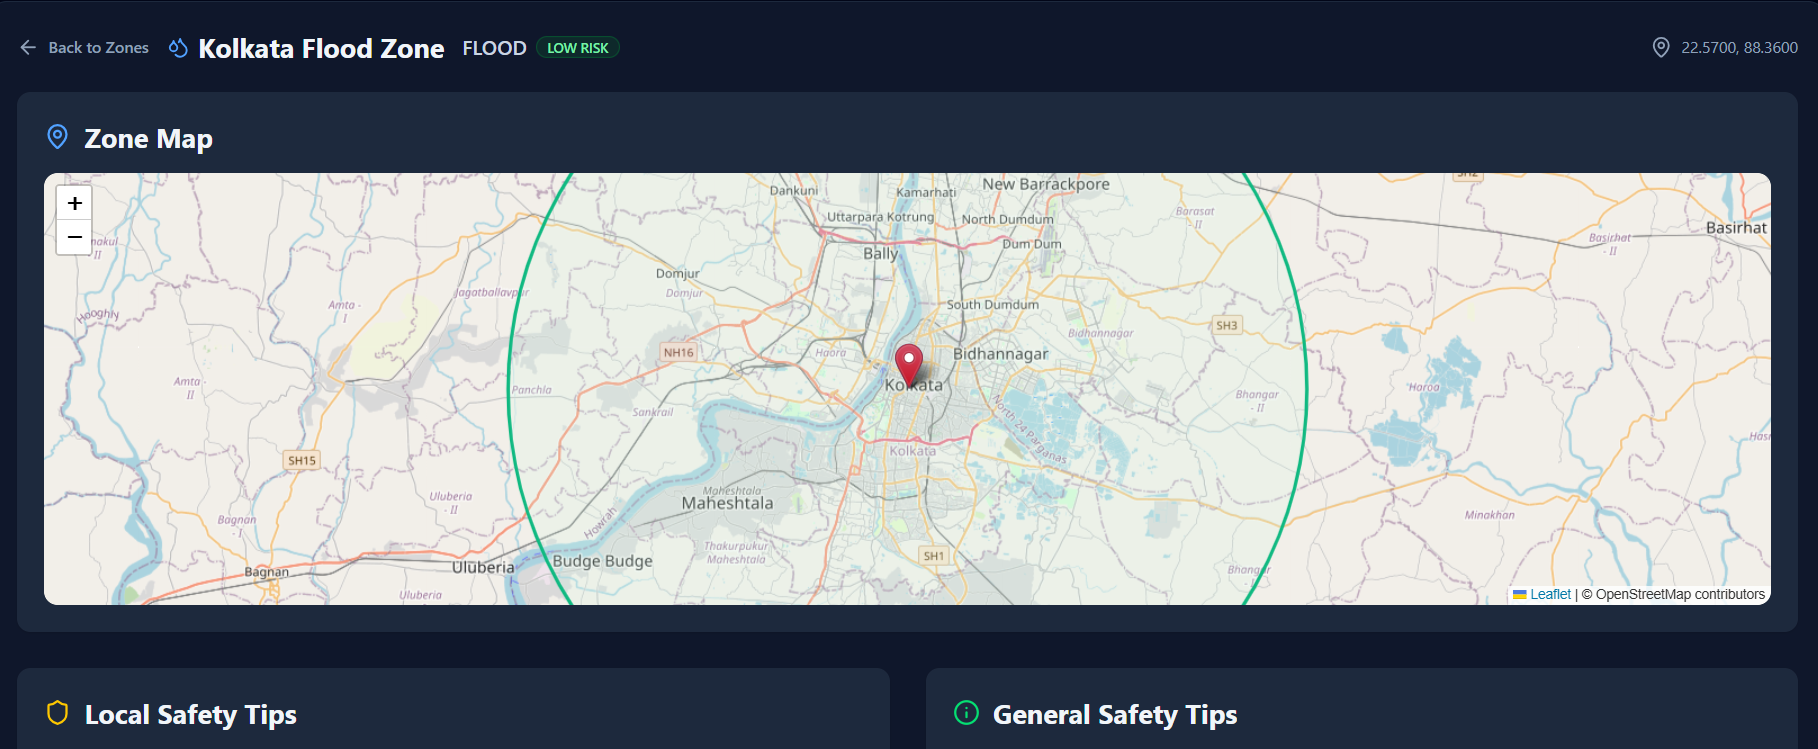 Back to Zones
Kolkata Flood Zone
FLOOD
LOW RISK
22.5700, 88.3600
Zone Map
+
−
Dankuni
Kamarhati
New Barrackpore
SH2
Uttarpara Kotrung
North Dumdum
Barasat
- II
nakul
- II
Bally
Dum Dum
Basirhat
- II
Basirhat
Domjur
Domjur
Jagatballavpur
Amta -
I
Hooghly
South Dumdum
SH3
Bidhannagar
NH16
Haora
Bidhannagar
Amta
- II
Panchla
Kolkata
Haroa
Bhangar
- II
Sankrail
North 24 Parganas
Kolkata
SH15
Uluberia
- II
Maheshtala
Maheshtala
Bagnan
- I
Howrah
Minakhan
Thakurpukur
Maheshtala
SH1
Budge Budge
Uluberia
Bagnan
Uluberia
Leaflet | © OpenStreetMap contributors
Local Safety Tips
General Safety Tips